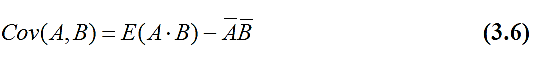 Cov(A,B) = E(A·B) − A̅B̅ (3.6)